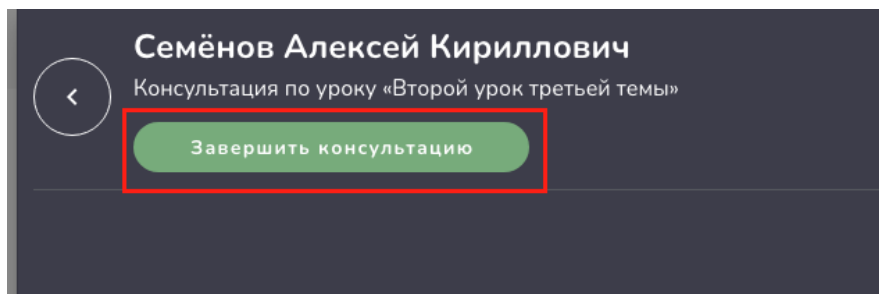 Семёнов Алексей Кириллович
Консультация по уроку «Второй урок третьей темы»
Завершить консультацию